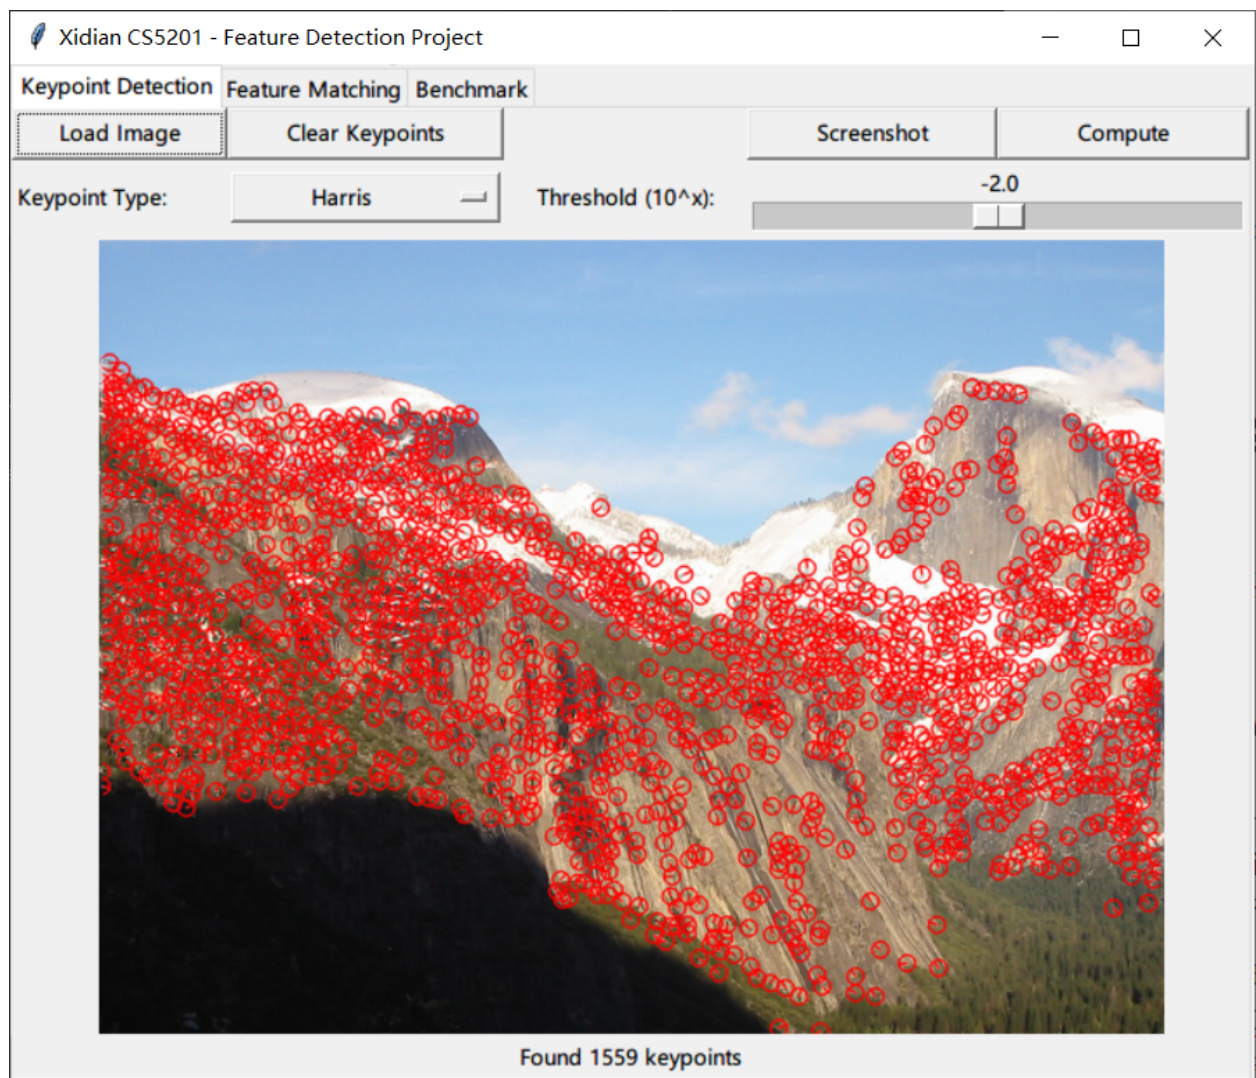 Xidian CS5201 - Feature Detection Project
Keypoint Detection Feature Matching Benchmark
Load Image Clear Keypoints Screenshot Compute
Keypoint Type: Harris Threshold (10^x): -2.0
Found 1559 keypoints